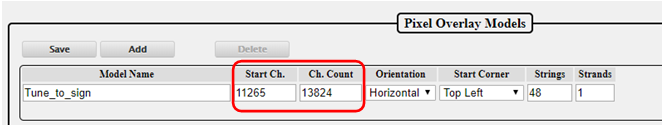 Pixel Overlay Models
Save Add Delete
Model Name Start Ch. Ch. Count Orientation Start Corner Strings Strands
Tune_to_sign 11265 13824 Horizontal Top Left 48 1